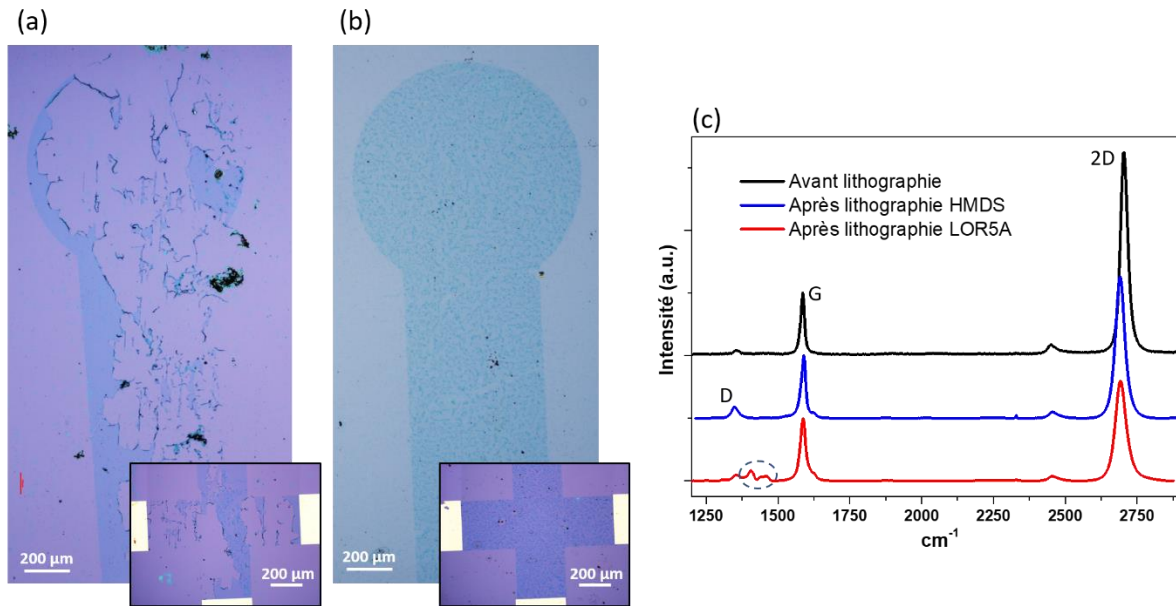 (a)
(b)
200 µm
200 µm
200 µm
200 µm
(c)
2D
Avant lithographie
Après lithographie HMDS
Après lithographie LOR5A
G
D
Intensité (a.u.)
1250 1500 1750 2000 2250 2500 2750
cm-1